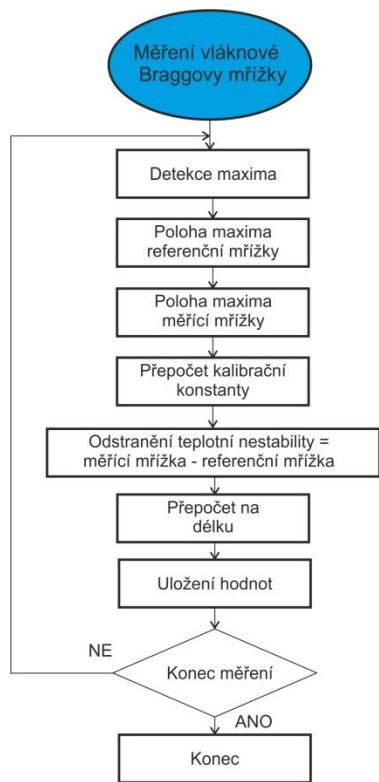 Měření vláknové
Braggovy mřížky
Detekce maxima
Poloha maxima
referenční mřížky
Poloha maxima
měřící mřížky
Přepočet kalibrační
konstanty
Odstranění teplotní nestability =
měřící mřížka - referenční mřížka
Přepočet na
délku
Uložení hodnot
NE
Konec měření
ANO
Konec